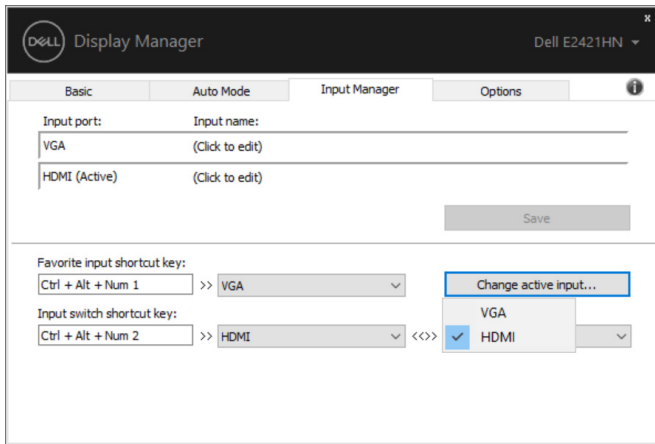 x
DELL Display Manager Dell E2421HN
Basic Auto Mode Input Manager Options i
Input port: Input name:
VGA (Click to edit)
HDMI (Active) (Click to edit)
Save
Favorite input shortcut key:
Ctrl + Alt + Num 1 >> VGA Change active input...
VGA
Input switch shortcut key:
Ctrl + Alt + Num 2 >> HDMI <<>> HDMI